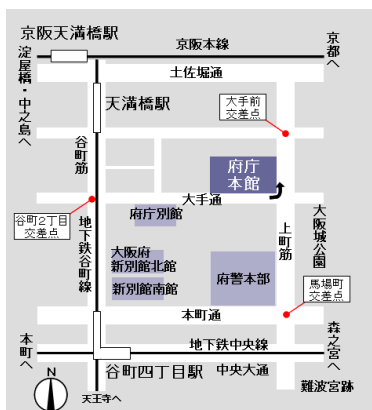 京阪天満橋駅
京阪本線
京都へ
淀屋橋・中之島へ
土佐堀通
天満橋駅
大手前
交差点
谷町筋
府庁
本館
大手通
谷町2丁目
交差点
府庁別館
地下鉄谷町線
上町筋
大阪城公園
大阪府
新別館北館
新別館南館
府警本部
馬場町
交差点
本町通
本町へ
地下鉄中央線
森之宮へ
谷町四丁目駅
中央大通
N
天王寺へ
難波宮跡